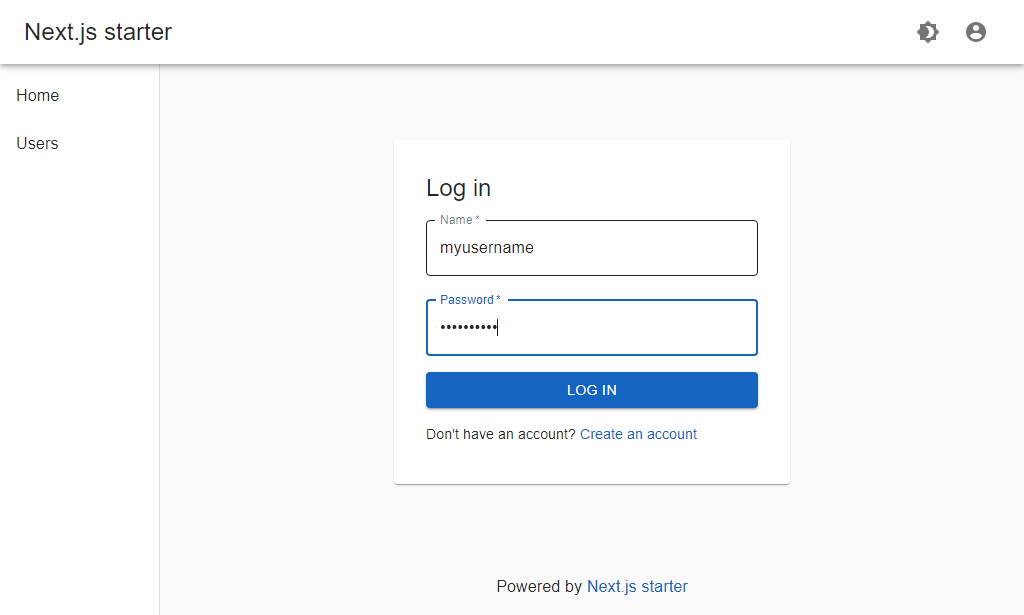 Next.js starter
Home
Users
Log in
Name *
myusername
Password *
••••••••••
LOG IN
Don't have an account? Create an account
Powered by Next.js starter